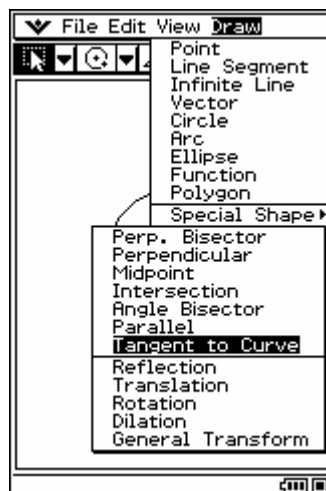 File Edit View Draw
Point
Line Segment
Infinite Line
Vector
Circle
Arc
Ellipse
Function
Polygon
Special Shape
Perp. Bisector
Perpendicular
Midpoint
Intersection
Angle Bisector
Parallel
Tangent to Curve
Reflection
Translation
Rotation
Dilation
General Transform